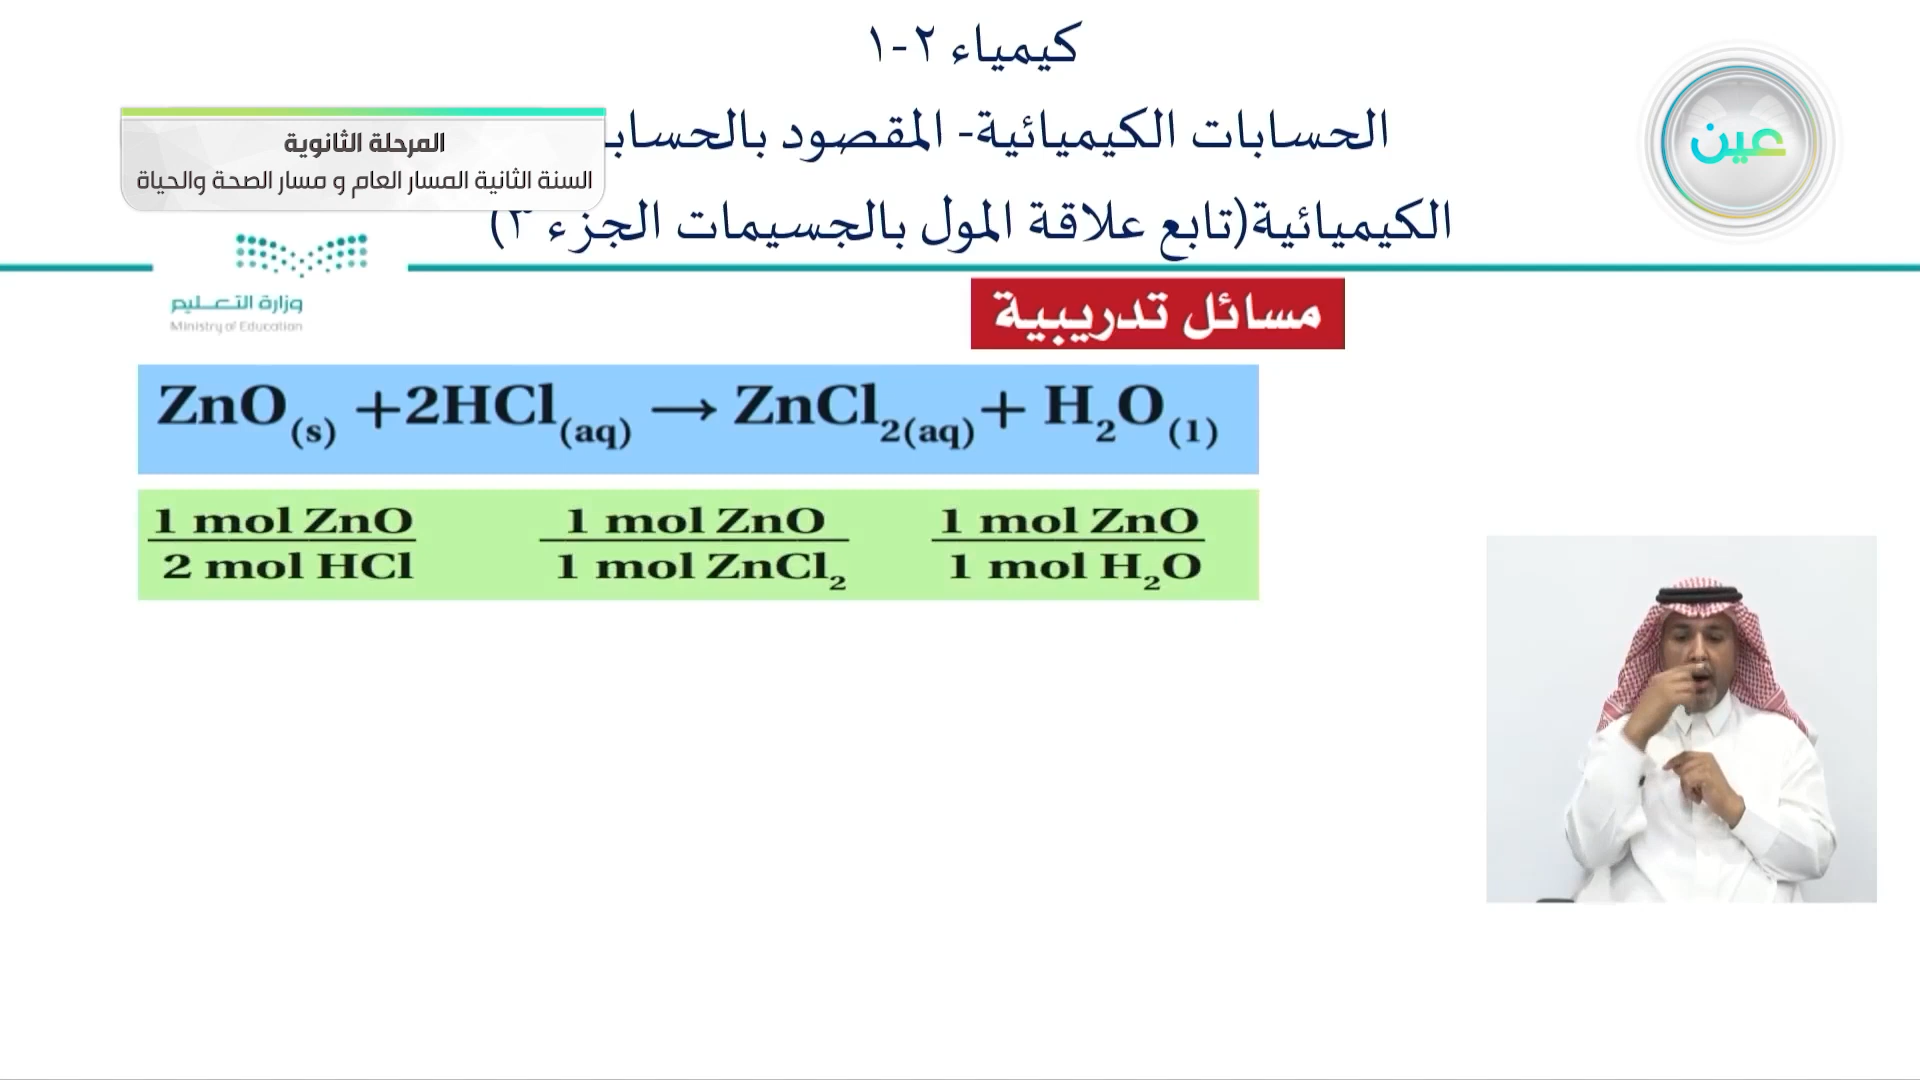 كيمياء ٢-١
الحسابات الكيميائية- المقصود بالحساب
الكيميائية(تابع علاقة المول بالجسيمات الجزء ٣)
المرحلة الثانوية
السنة الثانية المسار العام و مسار الصحة والحياة
عين
وزارة التعليم
Ministry of Education
مسائل تدريبية
ZnO(s) +2HCl(aq) → ZnCl2(aq)+ H2O(1)
1 mol ZnO 1 mol ZnO 1 mol ZnO
2 mol HCl 1 mol ZnCl2 1 mol H2O